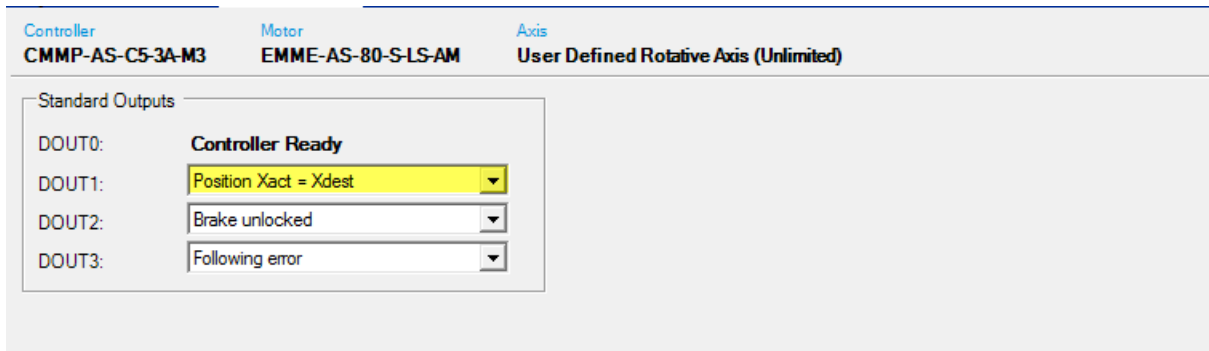 Controller Motor Axis
CMMP-AS-C5-3A-M3 EMME-AS-80-S-LS-AM User Defined Rotative Axis (Unlimited)
Standard Outputs
DOUT0: Controller Ready
DOUT1: Position Xact = Xdest
DOUT2: Brake unlocked
DOUT3: Following error